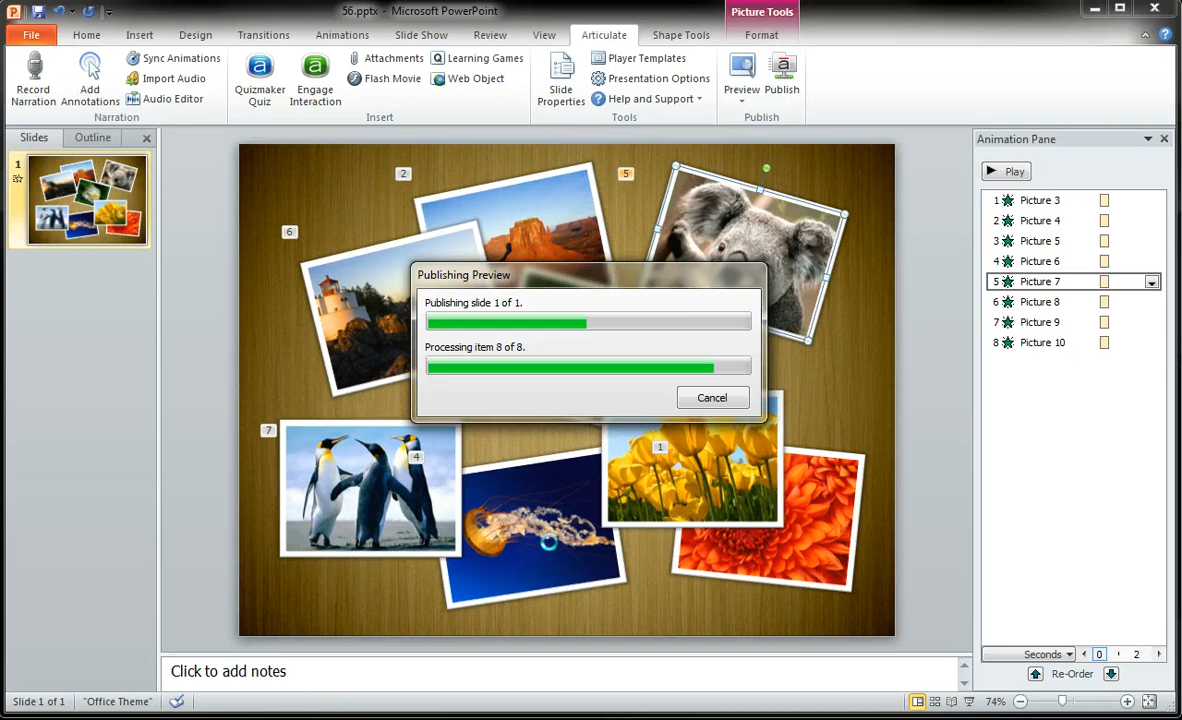 56.pptx - Microsoft PowerPoint
Picture Tools
File Home Insert Design Transitions Animations Slide Show Review View Articulate Shape Tools Format
Record Narration
Add Annotations
Sync Animations
Import Audio
Audio Editor
Narration
Quizmaker Quiz
Engage Interaction
Attachments
Flash Movie
Learning Games
Web Object
Insert
Slide Properties
Player Templates
Presentation Options
Help and Support
Tools
Preview
Publish
Publish
Slides
Outline
1
2
5
6
7
4
1
Publishing Preview
Publishing slide 1 of 1.
Processing item 8 of 8.
Cancel
Animation Pane
Play
1 Picture 3
2 Picture 4
3 Picture 5
4 Picture 6
5 Picture 7
6 Picture 8
7 Picture 9
8 Picture 10
Seconds 0 2
Re-Order
Click to add notes
Slide 1 of 1 "Office Theme" 74%